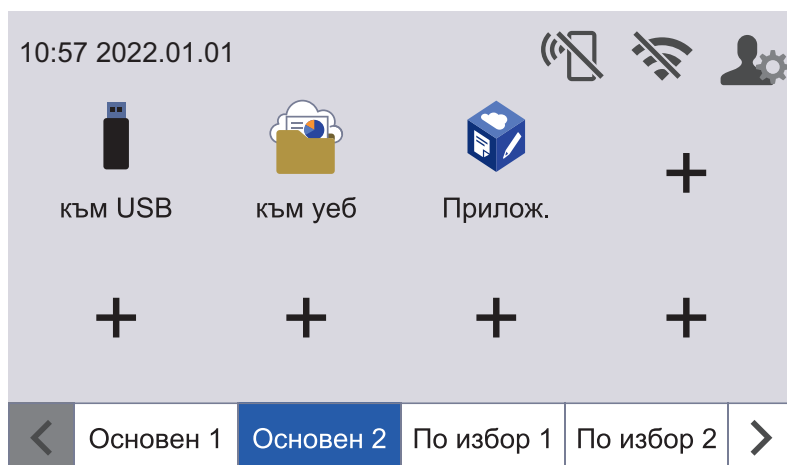 10:57 2022.01.01
към USB
към уеб
Прилож.
Основен 1
Основен 2
По избор 1
По избор 2